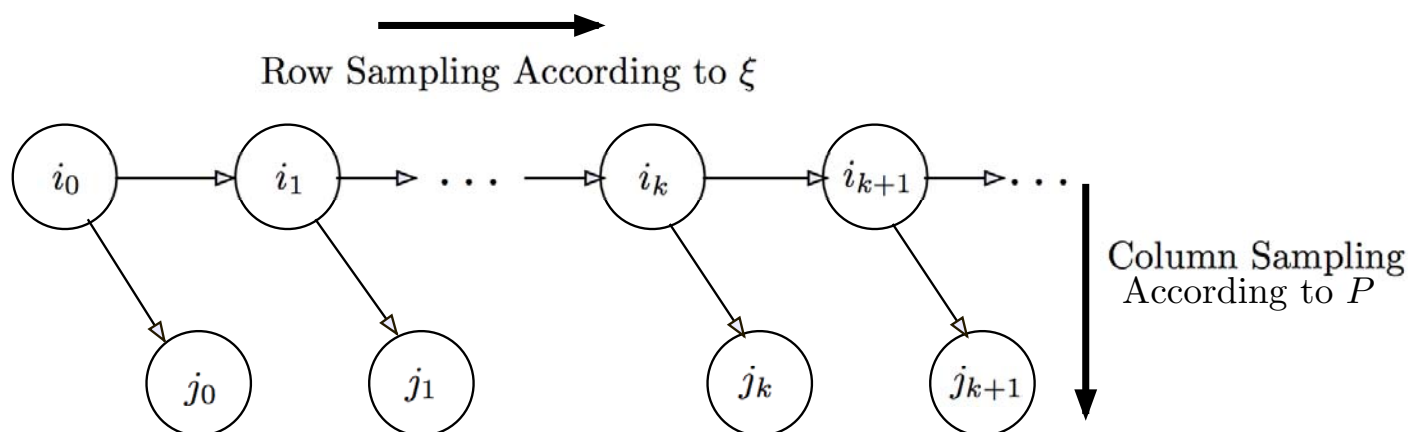 Row Sampling According to ξ
i₀ i₁ · · · iₖ iₖ₊₁ · · ·
Column Sampling
According to P
j₀ j₁ jₖ jₖ₊₁